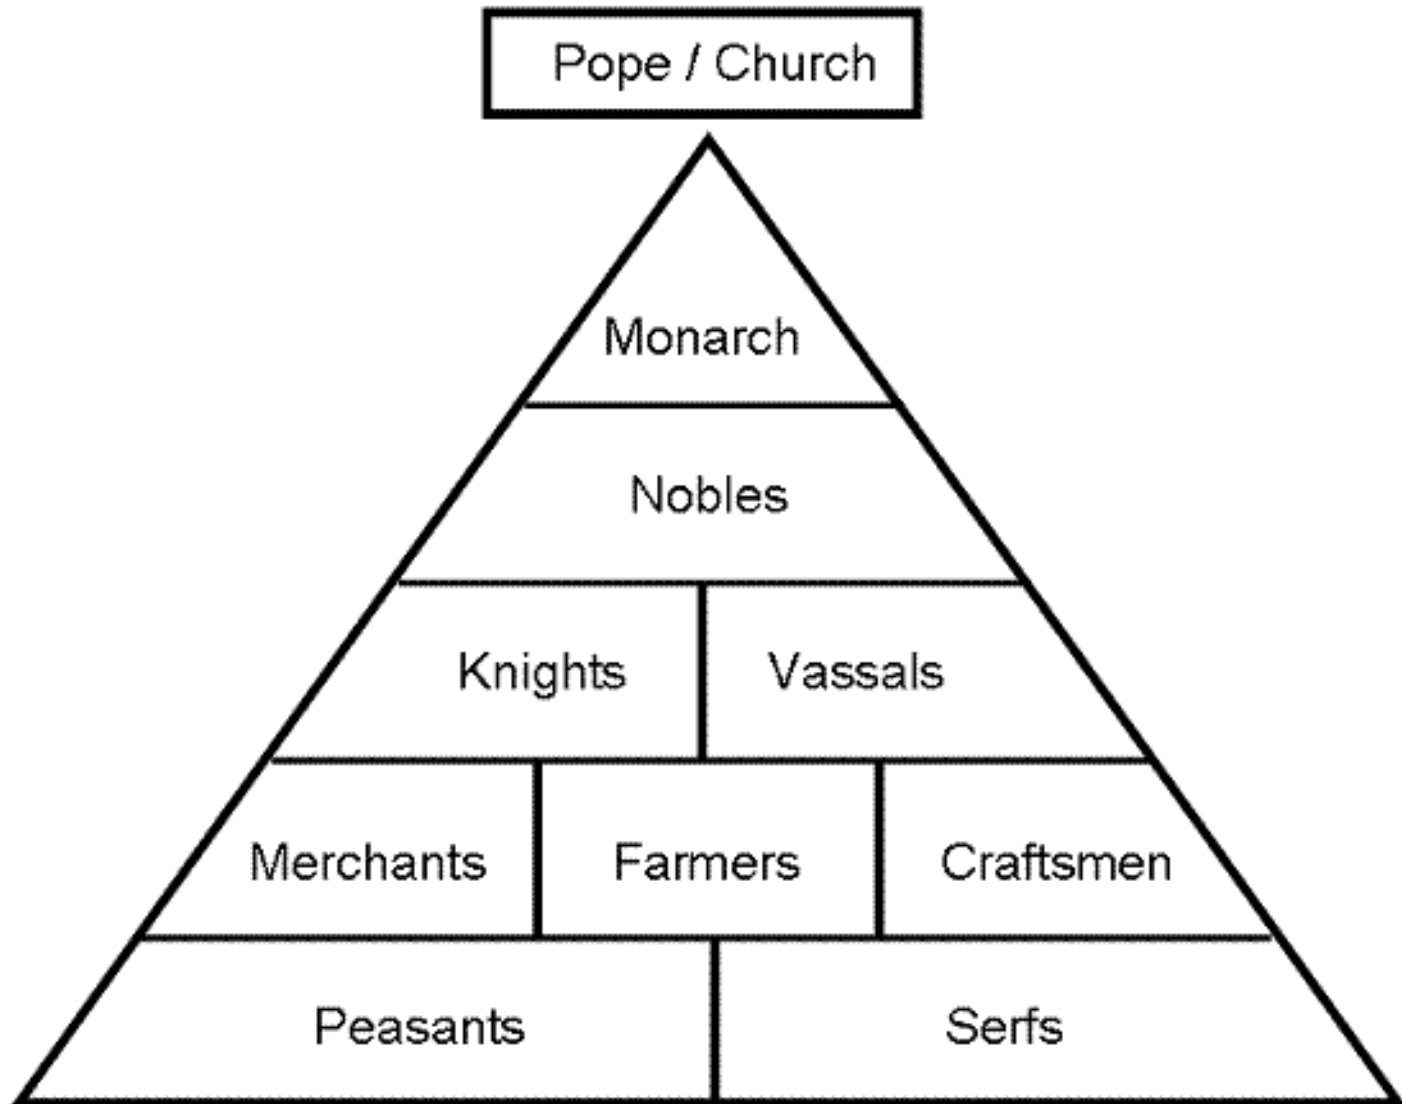 Pope / Church
Monarch
Nobles
Knights
Vassals
Merchants
Farmers
Craftsmen
Peasants
Serfs